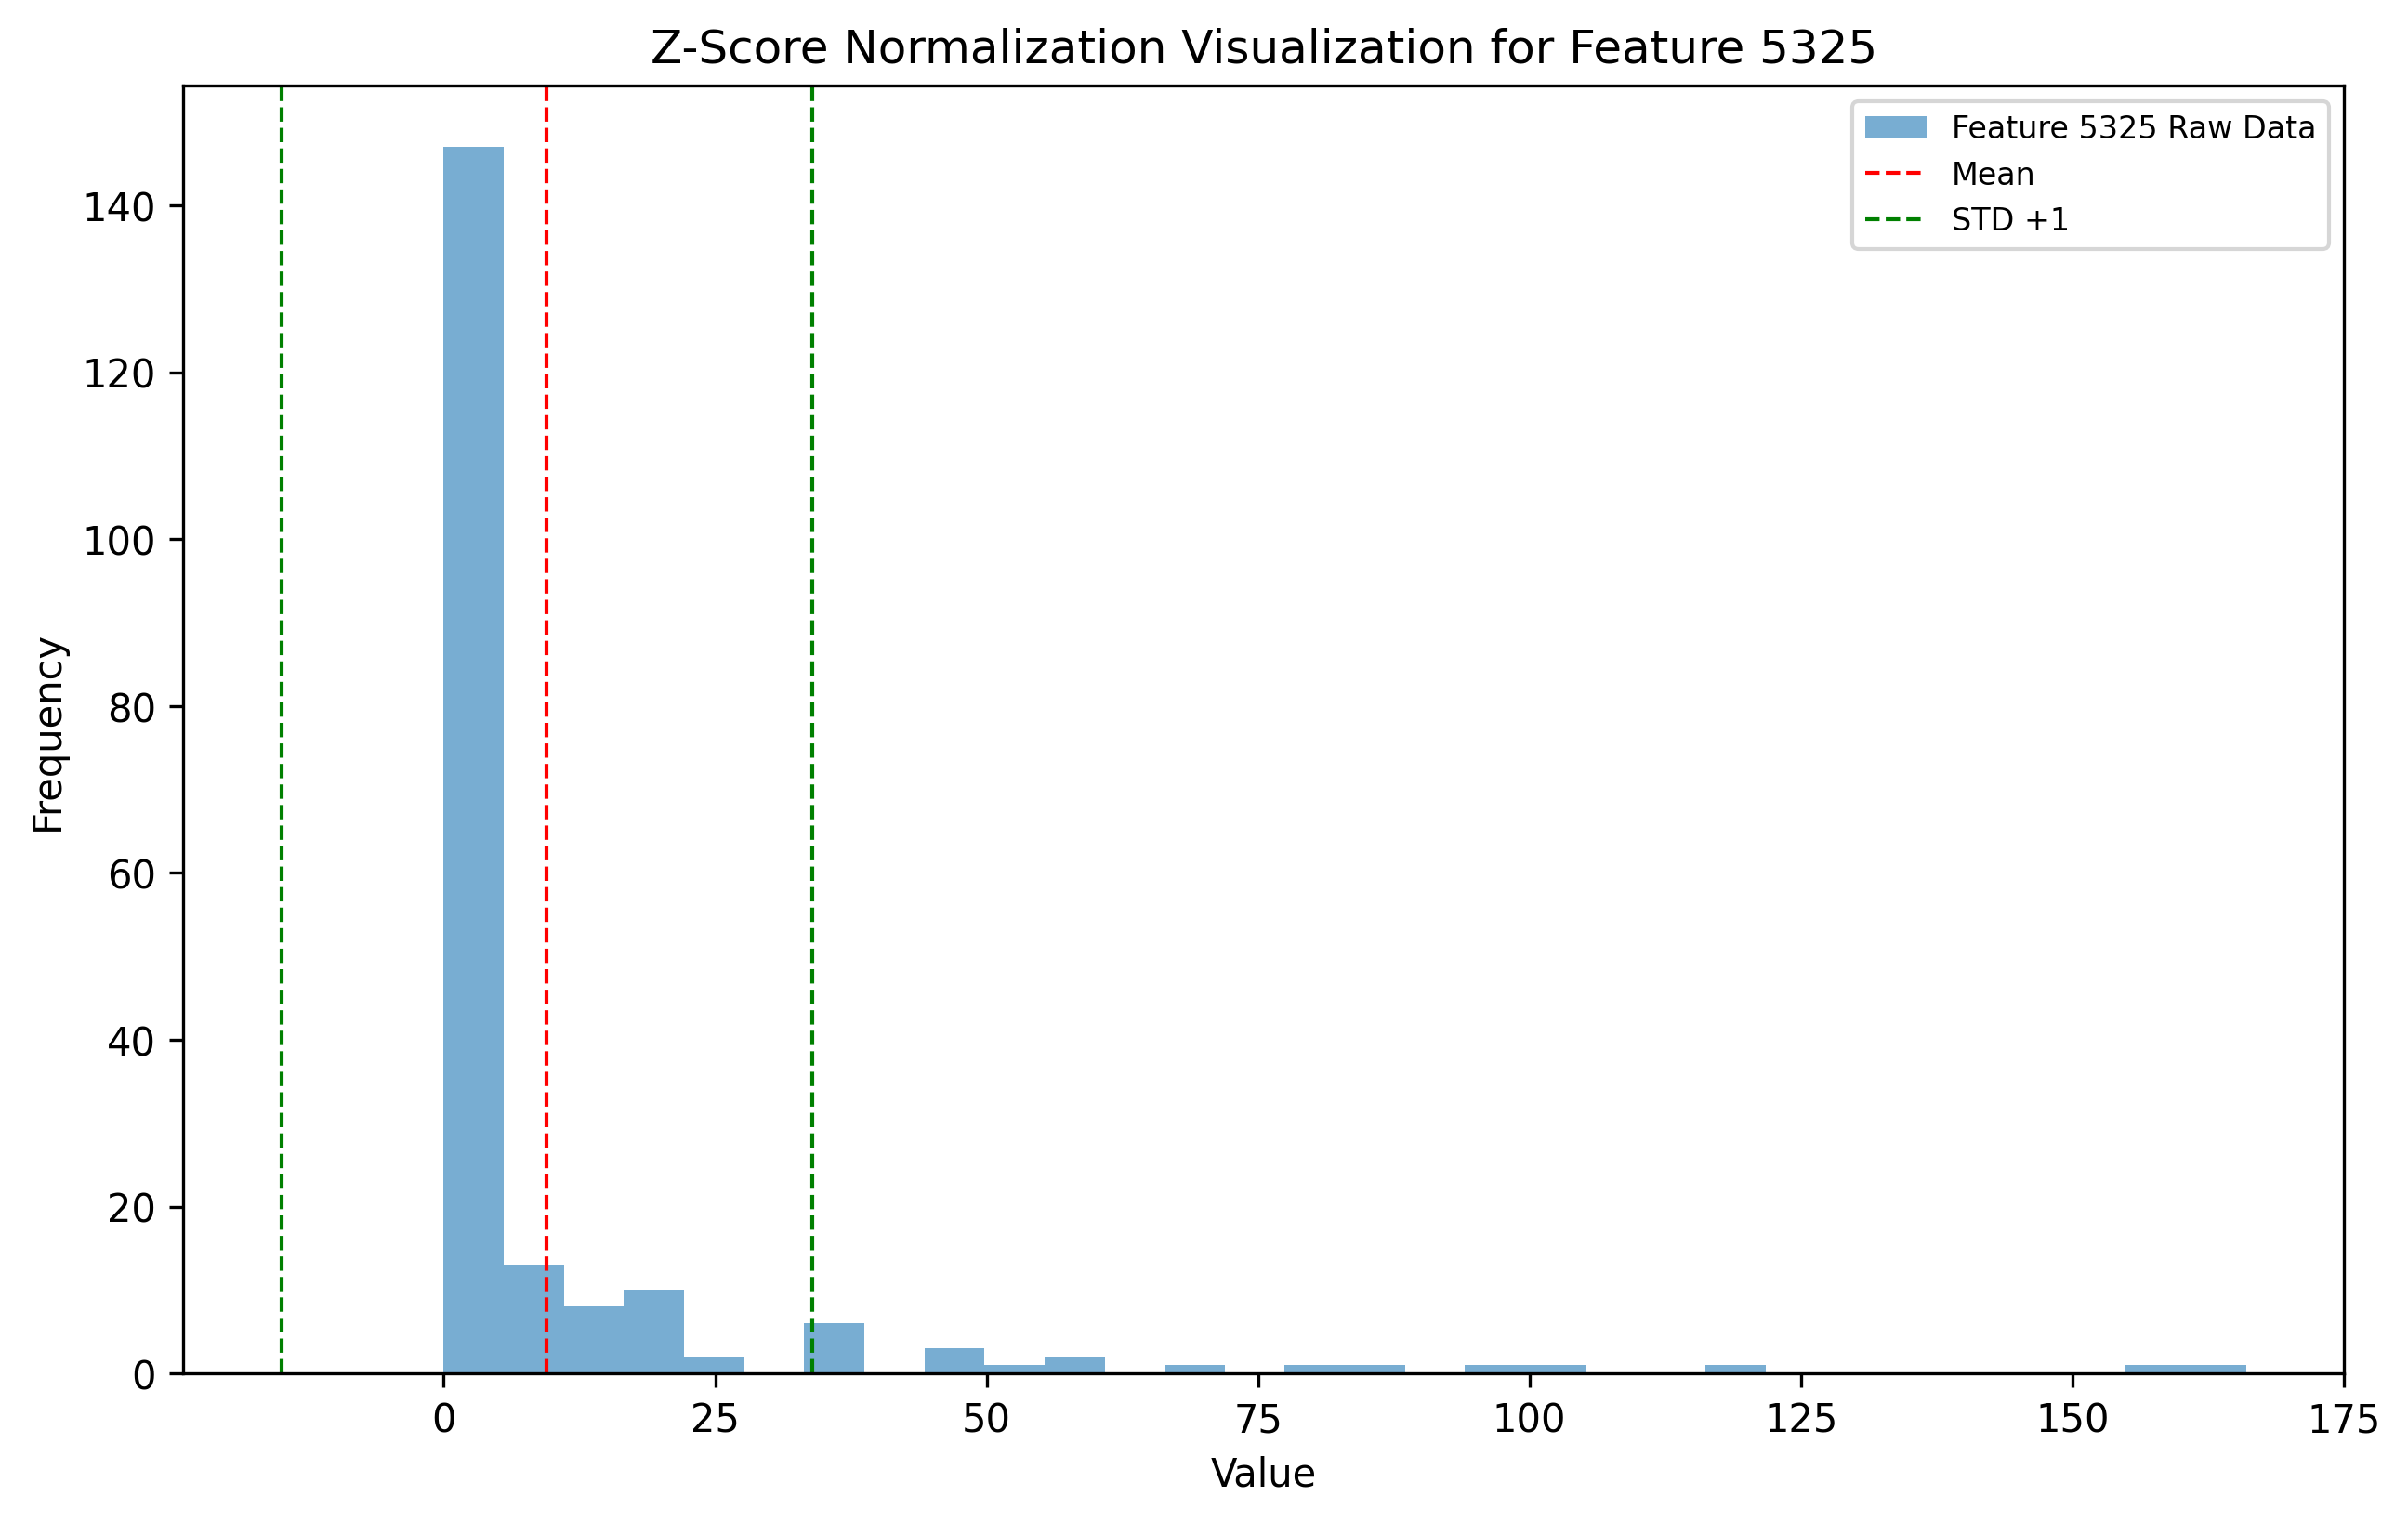 Z-Score Normalization Visualization for Feature 5325
Feature 5325 Raw Data
Mean
STD +1
140
120
100
80
60
40
20
0
Frequency
0 25 50 75 100 125 150 175
Value